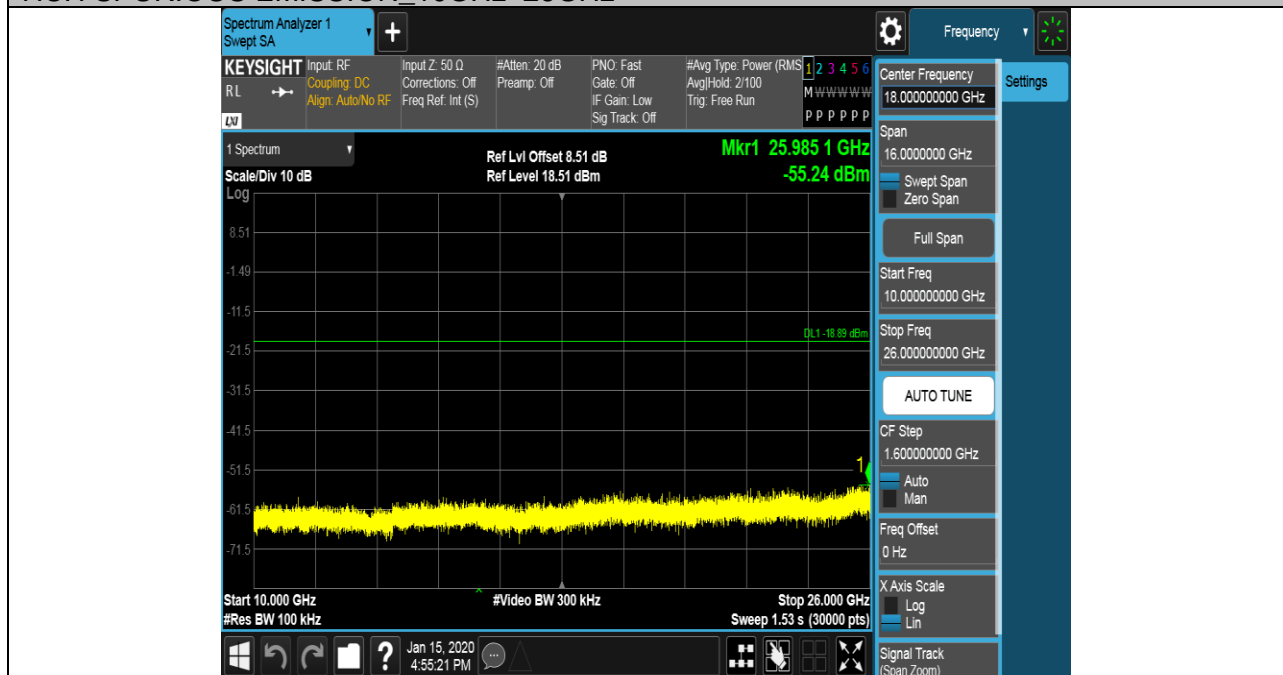 Spectrum Analyzer 1
Swept SA
Frequency
KEYSIGHT
RL
LXI
Input: RF
Coupling: DC
Align: Auto/No RF
Input Z: 50 Ω
Corrections: Off
Freq Ref: Int (S)
#Atten: 20 dB
Preamp: Off
PNO: Fast
Gate: Off
IF Gain: Low
Sig Track: Off
#Avg Type: Power (RMS
Avg|Hold: 2/100
Trig: Free Run
1 2 3 4 5 6
M W W W W W
P P P P P P
1 Spectrum
Scale/Div 10 dB
Ref Lvl Offset 8.51 dB
Ref Level 18.51 dBm
Mkr1 25.985 1 GHz
-55.24 dBm
Log
8.51
-1.49
-11.5
-21.5
-31.5
-41.5
-51.5
-61.5
-71.5
DL1 -18.89 dBm
1
Start 10.000 GHz
#Res BW 100 kHz
#Video BW 300 kHz
Stop 26.000 GHz
Sweep 1.53 s (30000 pts)
Center Frequency
18.000000000 GHz
Span
16.0000000 GHz
Swept Span
Zero Span
Full Span
Start Freq
10.000000000 GHz
Stop Freq
26.000000000 GHz
AUTO TUNE
CF Step
1.600000000 GHz
Auto
Man
Freq Offset
0 Hz
X Axis Scale
Log
Lin
Signal Track
(Span Zoom)
Settings
?
Jan 15, 2020
4:55:21 PM